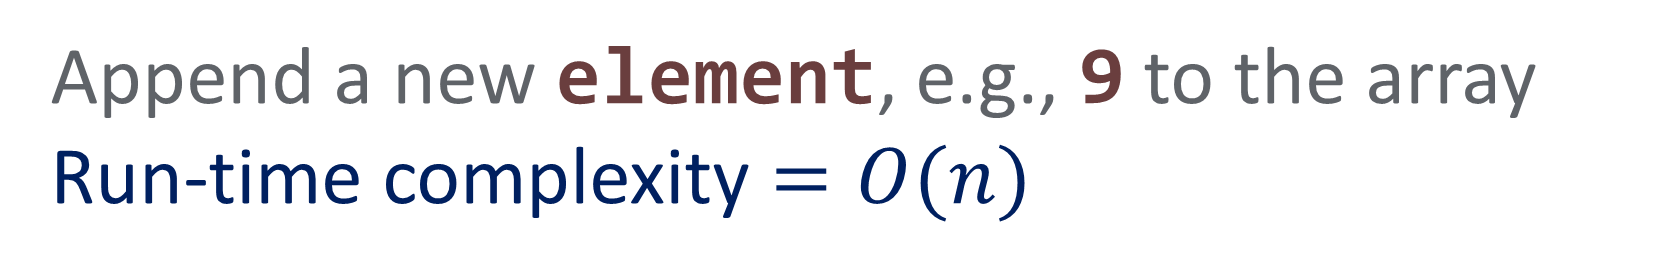 Append a new element, e.g., 9 to the array
Run-time complexity = O(n)